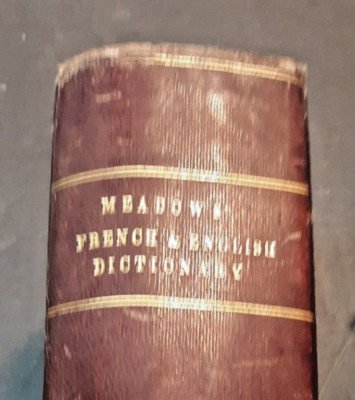 MEADOWS'
FRENCH & ENGLISH
DICTIONARY